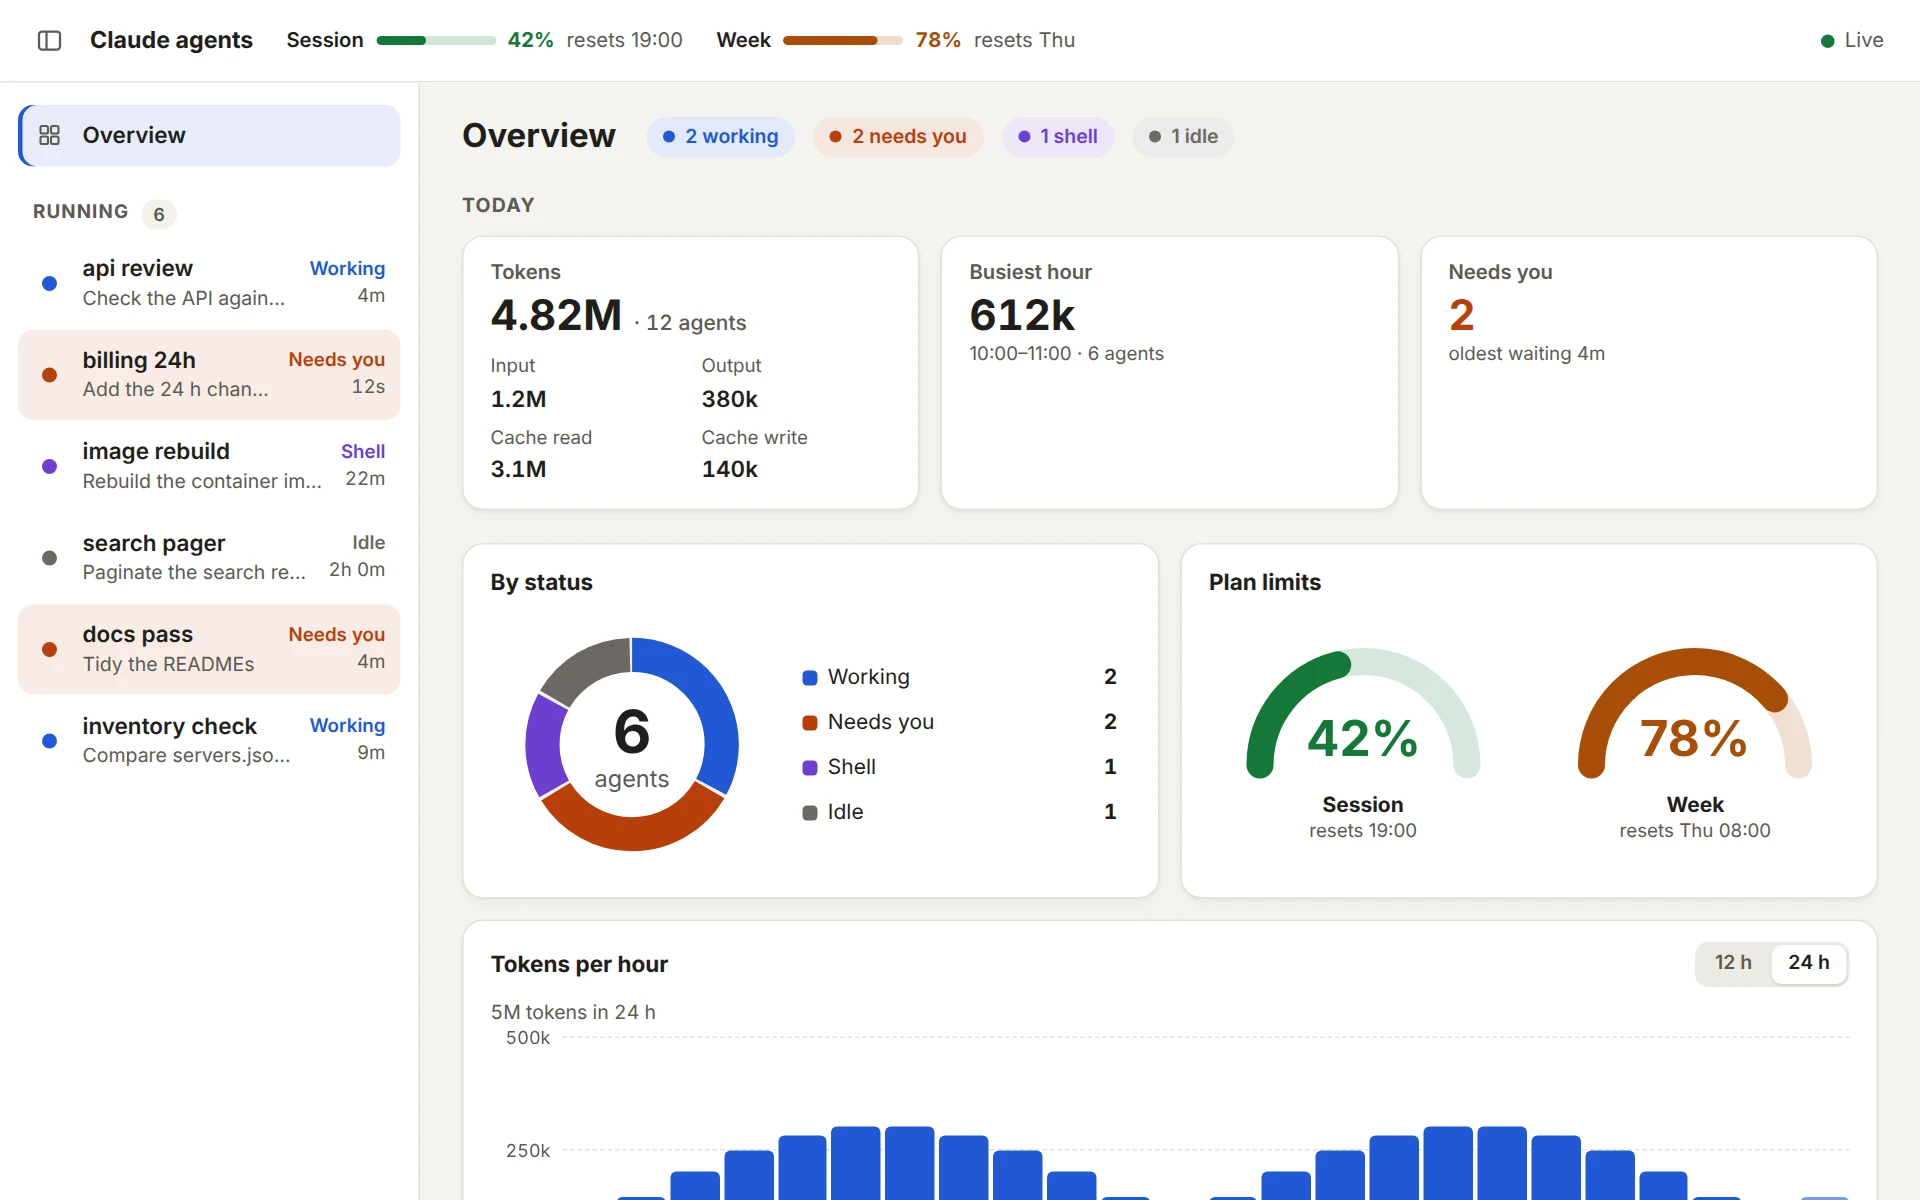 Claude agents
Session 42% resets 19:00
Week 78% resets Thu
Live
Overview
RUNNING 6
api review Working
Check the API again... 4m
billing 24h Needs you
Add the 24 h chan... 12s
image rebuild Shell
Rebuild the container im... 22m
search pager Idle
Paginate the search re... 2h 0m
docs pass Needs you
Tidy the READMEs 4m
inventory check Working
Compare servers.jso... 9m
Overview
2 working
2 needs you
1 shell
1 idle
TODAY
Tokens
4.82M · 12 agents
Input Output
1.2M 380k
Cache read Cache write
3.1M 140k
Busiest hour
612k
10:00–11:00 · 6 agents
Needs you
2
oldest waiting 4m
By status
6
agents
Working 2
Needs you 2
Shell 1
Idle 1
Plan limits
42%
Session
resets 19:00
78%
Week
resets Thu 08:00
Tokens per hour
12 h 24 h
5M tokens in 24 h
500k
250k